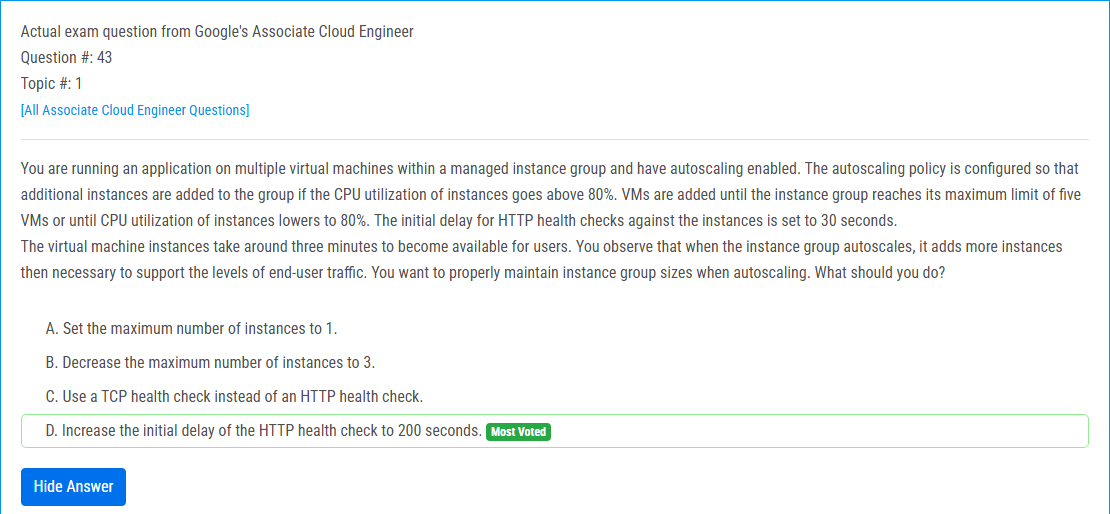 Actual exam question from Google's Associate Cloud Engineer
Question #: 43
Topic #: 1
[All Associate Cloud Engineer Questions]
You are running an application on multiple virtual machines within a managed instance group and have autoscaling enabled. The autoscaling policy is configured so that
additional instances are added to the group if the CPU utilization of instances goes above 80%. VMs are added until the instance group reaches its maximum limit of five
VMs or until CPU utilization of instances lowers to 80%. The initial delay for HTTP health checks against the instances is set to 30 seconds.
The virtual machine instances take around three minutes to become available for users. You observe that when the instance group autoscales, it adds more instances
then necessary to support the levels of end-user traffic. You want to properly maintain instance group sizes when autoscaling. What should you do?
A. Set the maximum number of instances to 1.
B. Decrease the maximum number of instances to 3.
C. Use a TCP health check instead of an HTTP health check.
D. Increase the initial delay of the HTTP health check to 200 seconds. Most Voted
Hide Answer